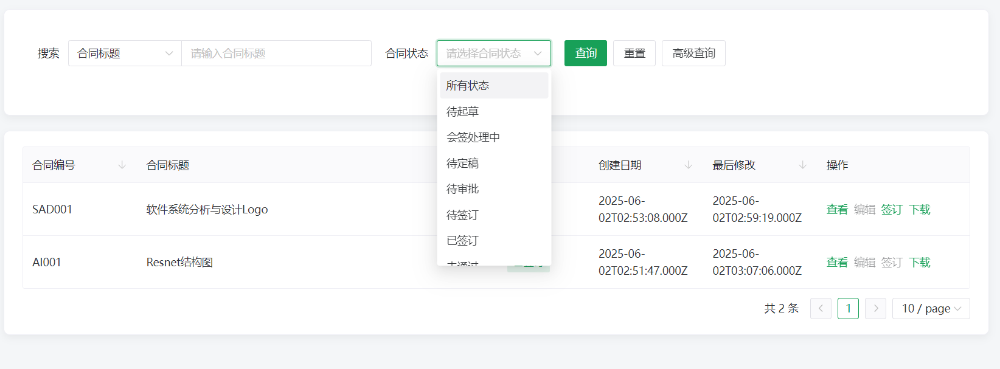 搜索 合同标题 请输入合同标题 合同状态 请选择合同状态 查询 重置 高级查询
所有状态
待起草
会签处理中
待定稿
待审批
待签订
已签订
合同编号 合同标题 创建日期 最后修改 操作
SAD001 软件系统分析与设计Logo 2025-06-02T02:53:08.000Z 2025-06-02T02:59:19.000Z 查看 编辑 签订 下载
AI001 Resnet结构图 2025-06-02T02:51:47.000Z 2025-06-02T03:07:06.000Z 查看 编辑 签订 下载
共 2 条 1 10 / page